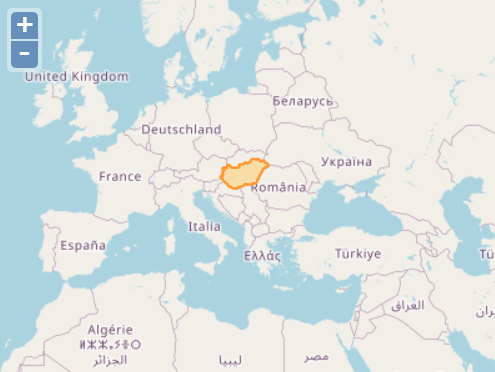 +
-
United Kingdom
Беларусь
Deutschland
Україна
France
România
Italia
España
Ελλάς
Türkiye
Algérie
ⵍⵣⵣⴰⵢⴻⵔ
الجزائر
ليبيا
مصر
العراق